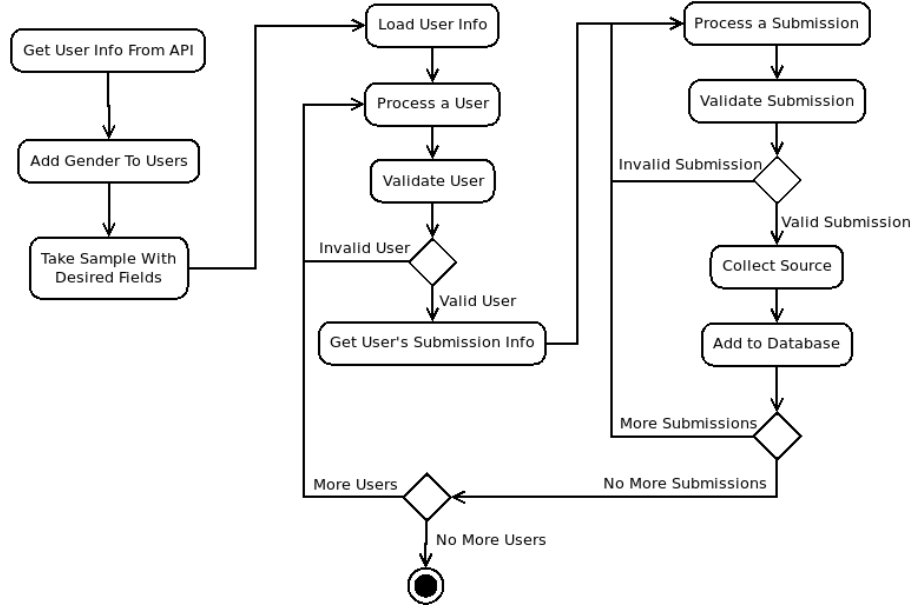 Get User Info From API
Add Gender To Users
Take Sample With
Desired Fields
Load User Info
Process a User
Validate User
Invalid User
Valid User
Get User's Submission Info
More Users
No More Users
Process a Submission
Validate Submission
Invalid Submission
Valid Submission
Collect Source
Add to Database
More Submissions
No More Submissions